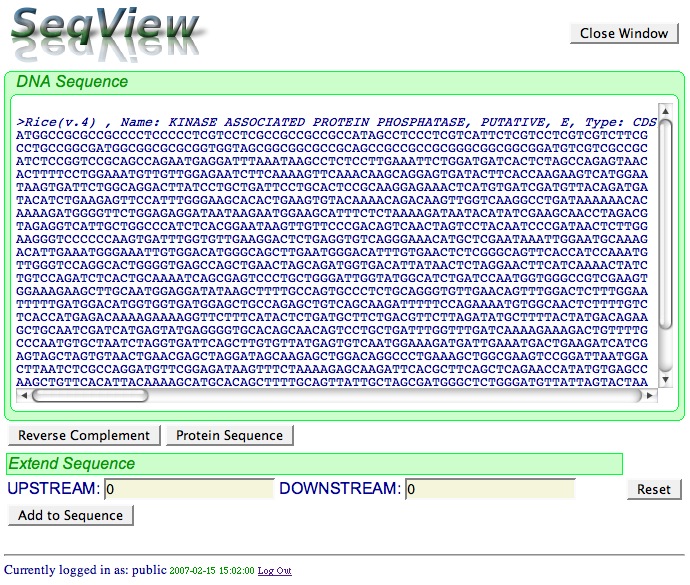 SeqView
Close Window
DNA Sequence
>Rice(v.4) , Name: KINASE ASSOCIATED PROTEIN PHOSPHATASE, PUTATIVE, E, Type: CDS
ATGGCCGCGCCGCCCCTCCCCCTCGTCCTCGCCGCCGCCGCCATAGCCTCCCTCGTCATTCTCGTCCTCGTCGTCTTCG
CCTGCCGGCGATGGCGGCGCGCGGTGGTAGCGGCGGCGCCGCAGCCGCCGCCGCGGGCGGCGGCGGATGTCGTCGCCGC
ATCTCCGGTCCGCAGCCAGAATGAGGATTTAAATAAGCCTCTCCTTGAAATTCTGGATGATCACTCTAGCCAGAGTAAC
ACTTTTCCTGGAAATGTTGTTGGAGAATCTTCAAAAGTTCAAACAAGCAGGAGTGATACTTCACCAAGAAGTCATGGAA
TAAGTGATTCTGGCAGGACTTATCCTGCTGATTCCTGCACTCCGCAAGGAGAAACTCATGTGATCGATGTTACAGATGA
TACATCTGAAGAGTTCCATTTGGGAAGCACACTGAAGTGTACAAAACAGACAAGTTGGTCAAGGCCTGATAAAAAACAC
AAAAGATGGGGTTCTGGAGAGGATAATAAGAATGGAAGCATTTCTCTAAAAGATAATACATATCGAAGCAACCTAGACG
TAGAGGTCATTGCTGGCCCATCTCACGGAATAAGTTGTTCCCGACAGTCAACTAGTCCTACAATCCCGATAACTCTTGG
AAGGGTCCCCCCAAGTGATTTGGTGTTGAAGGACTCTGAGGTGTCAGGGAAACATGCTCGAATAAATTGGAATGCAAAG
ACATTGAAATGGGAAATTGTGGACATGGGCAGCTTGAATGGGACATTTGTGAACTCTCGGGCAGTTCACCATCCAAATG
TGGGTCCAGGCACTGGGGTGAGCCAGCTGAACTAGCAGATGGTGACATTATAACTCTAGGAACTTCATCAAAACTATC
TGTCCAGATCTCACTGCAAAATCAGCGAGTCCCTGCTGGGATTGGTATGGCATCTGATCCAATGGTGGGCCGTCGAAGT
GGAAAGAAGCTTGCAATGGAGGATATAAGCTTTTGCCAGTGCCCTCTGCAGGGTGTTGAACAGTTTGGACTCTTTGGAA
TTTTTGATGGACATGGTGGTGATGGAGCTGCCAGAGCTGTCAGCAAGATTTTTCCAGAAAATGTGGCAACTCTTTTGTC
TCACCATGAGACAAAAGAAAAGGTTCTTTCATACTCTGATGCTTCTGACGTTCTTAGATATGCTTTTACTATGACAGAA
GCTGCAATCGATCATGAGTATGAGGGGTGCACAGCAACAGTCCTGCTGATTTGGTTTGATCAAAAGAAAGACTGTTTTG
CCCAATGTGCTAATCTAGGTGATTCAGCTTGTGTTATGAGTGTCAATGGAAAGATGATTGAAATGACTGAAGATCATCG
GAGTAGCTAGTGTAACTGAACGAGCTAGGATAGCAAGAGCTGGACAGGCCCTGAAAGCTGGCGAAGTCCGGATTAATGGA
CTTAATCTCGCCAGGATGTTCGGAGATAAGTTTCTAAAAGAGCAAGATTCACGCTTCAGCTCAGAACCATATGTGAGCC
AAGCTGTTCACATTACAAAAGCATGCACAGCTTTTGCAGTTATTGCTAGCGATGGGCTCTGGGATGTTATTAGTACTAA
Reverse Complement Protein Sequence
Extend Sequence
UPSTREAM: 0 DOWNSTREAM: 0 Reset
Add to Sequence
Currently logged in as: public 2007-02-15 15:02:00 Log Out